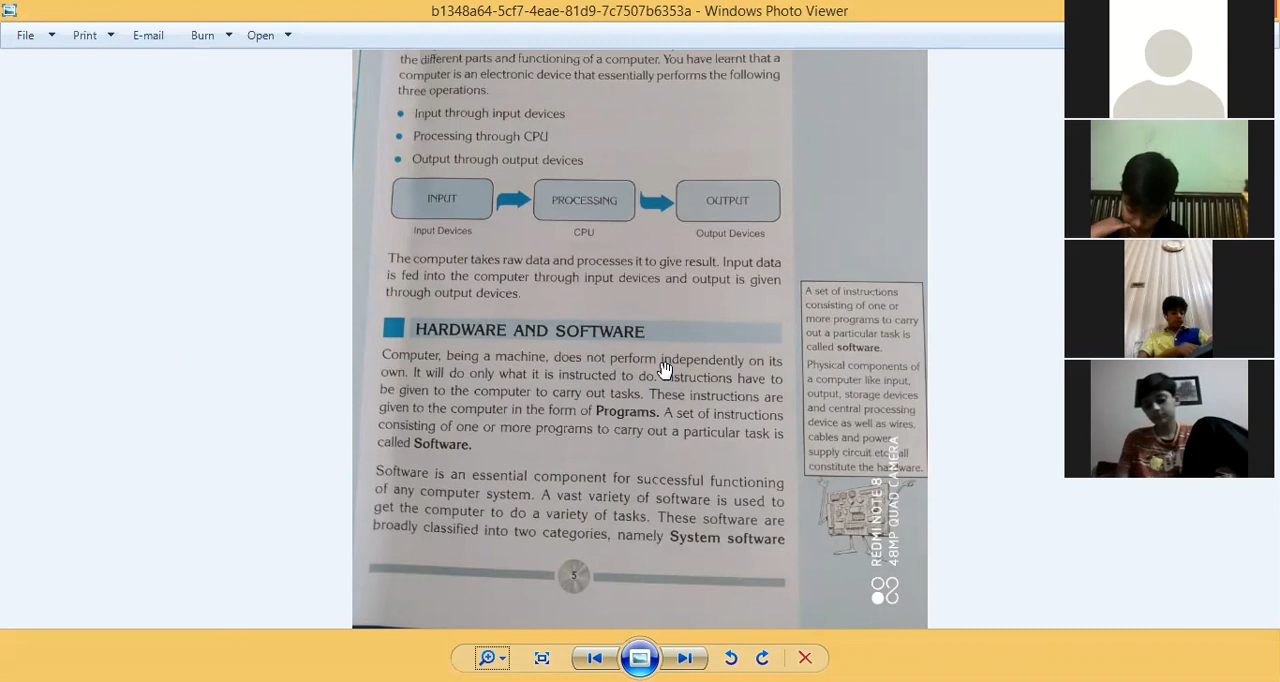 b1348a64-5cf7-4eae-81d9-7c7507b6353a - Windows Photo Viewer
File Print E-mail Burn Open
the different parts and functioning of a computer. You have learnt that a
computer is an electronic device that essentially performs the following
three operations.
• Input through input devices
• Processing through CPU
• Output through output devices
INPUT PROCESSING OUTPUT
Input Devices CPU Output Devices
The computer takes raw data and processes it to give result. Input data
is fed into the computer through input devices and output is given
through output devices.
HARDWARE AND SOFTWARE
Computer, being a machine, does not perform independently on its
own. It will do only what it is instructed to do. Instructions have to
be given to the computer to carry out tasks. These instructions are
given to the computer in the form of Programs. A set of instructions
consisting of one or more programs to carry out a particular task is
called Software.
Software is an essential component for successful functioning
of any computer system. A vast variety of software is used to
get the computer to do a variety of tasks. These software are
broadly classified into two categories, namely System software
5
A set of instructions
consisting of one or
more programs to carry
out a particular task is
called software.
Physical components of
a computer like input,
output, storage devices
and central processing
device as well as wires,
cables and power
supply circuit etc. all
constitute the hardware.
REDMI NOTE 8
48MP QUAD CAMERA